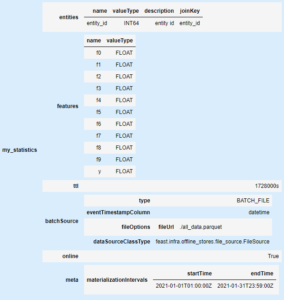 name valueType description joinKey
entities
entity_id INT64 entity id entity_id
name valueType
f0 FLOAT
f1 FLOAT
f2 FLOAT
f3 FLOAT
f4 FLOAT
features
f5 FLOAT
f6 FLOAT
f7 FLOAT
f8 FLOAT
my_statistics
f9 FLOAT
y FLOAT
ttl 1728000s
type BATCH_FILE
eventTimestampColumn datetime
batchSource
fileOptions fileUrl ./all_data.parquet
dataSourceClassType feast.infra.offline_stores.file_source.FileSource
online True
startTime endTime
meta materializationIntervals
2021-01-01T01:00:00Z 2021-01-31T23:59:00Z